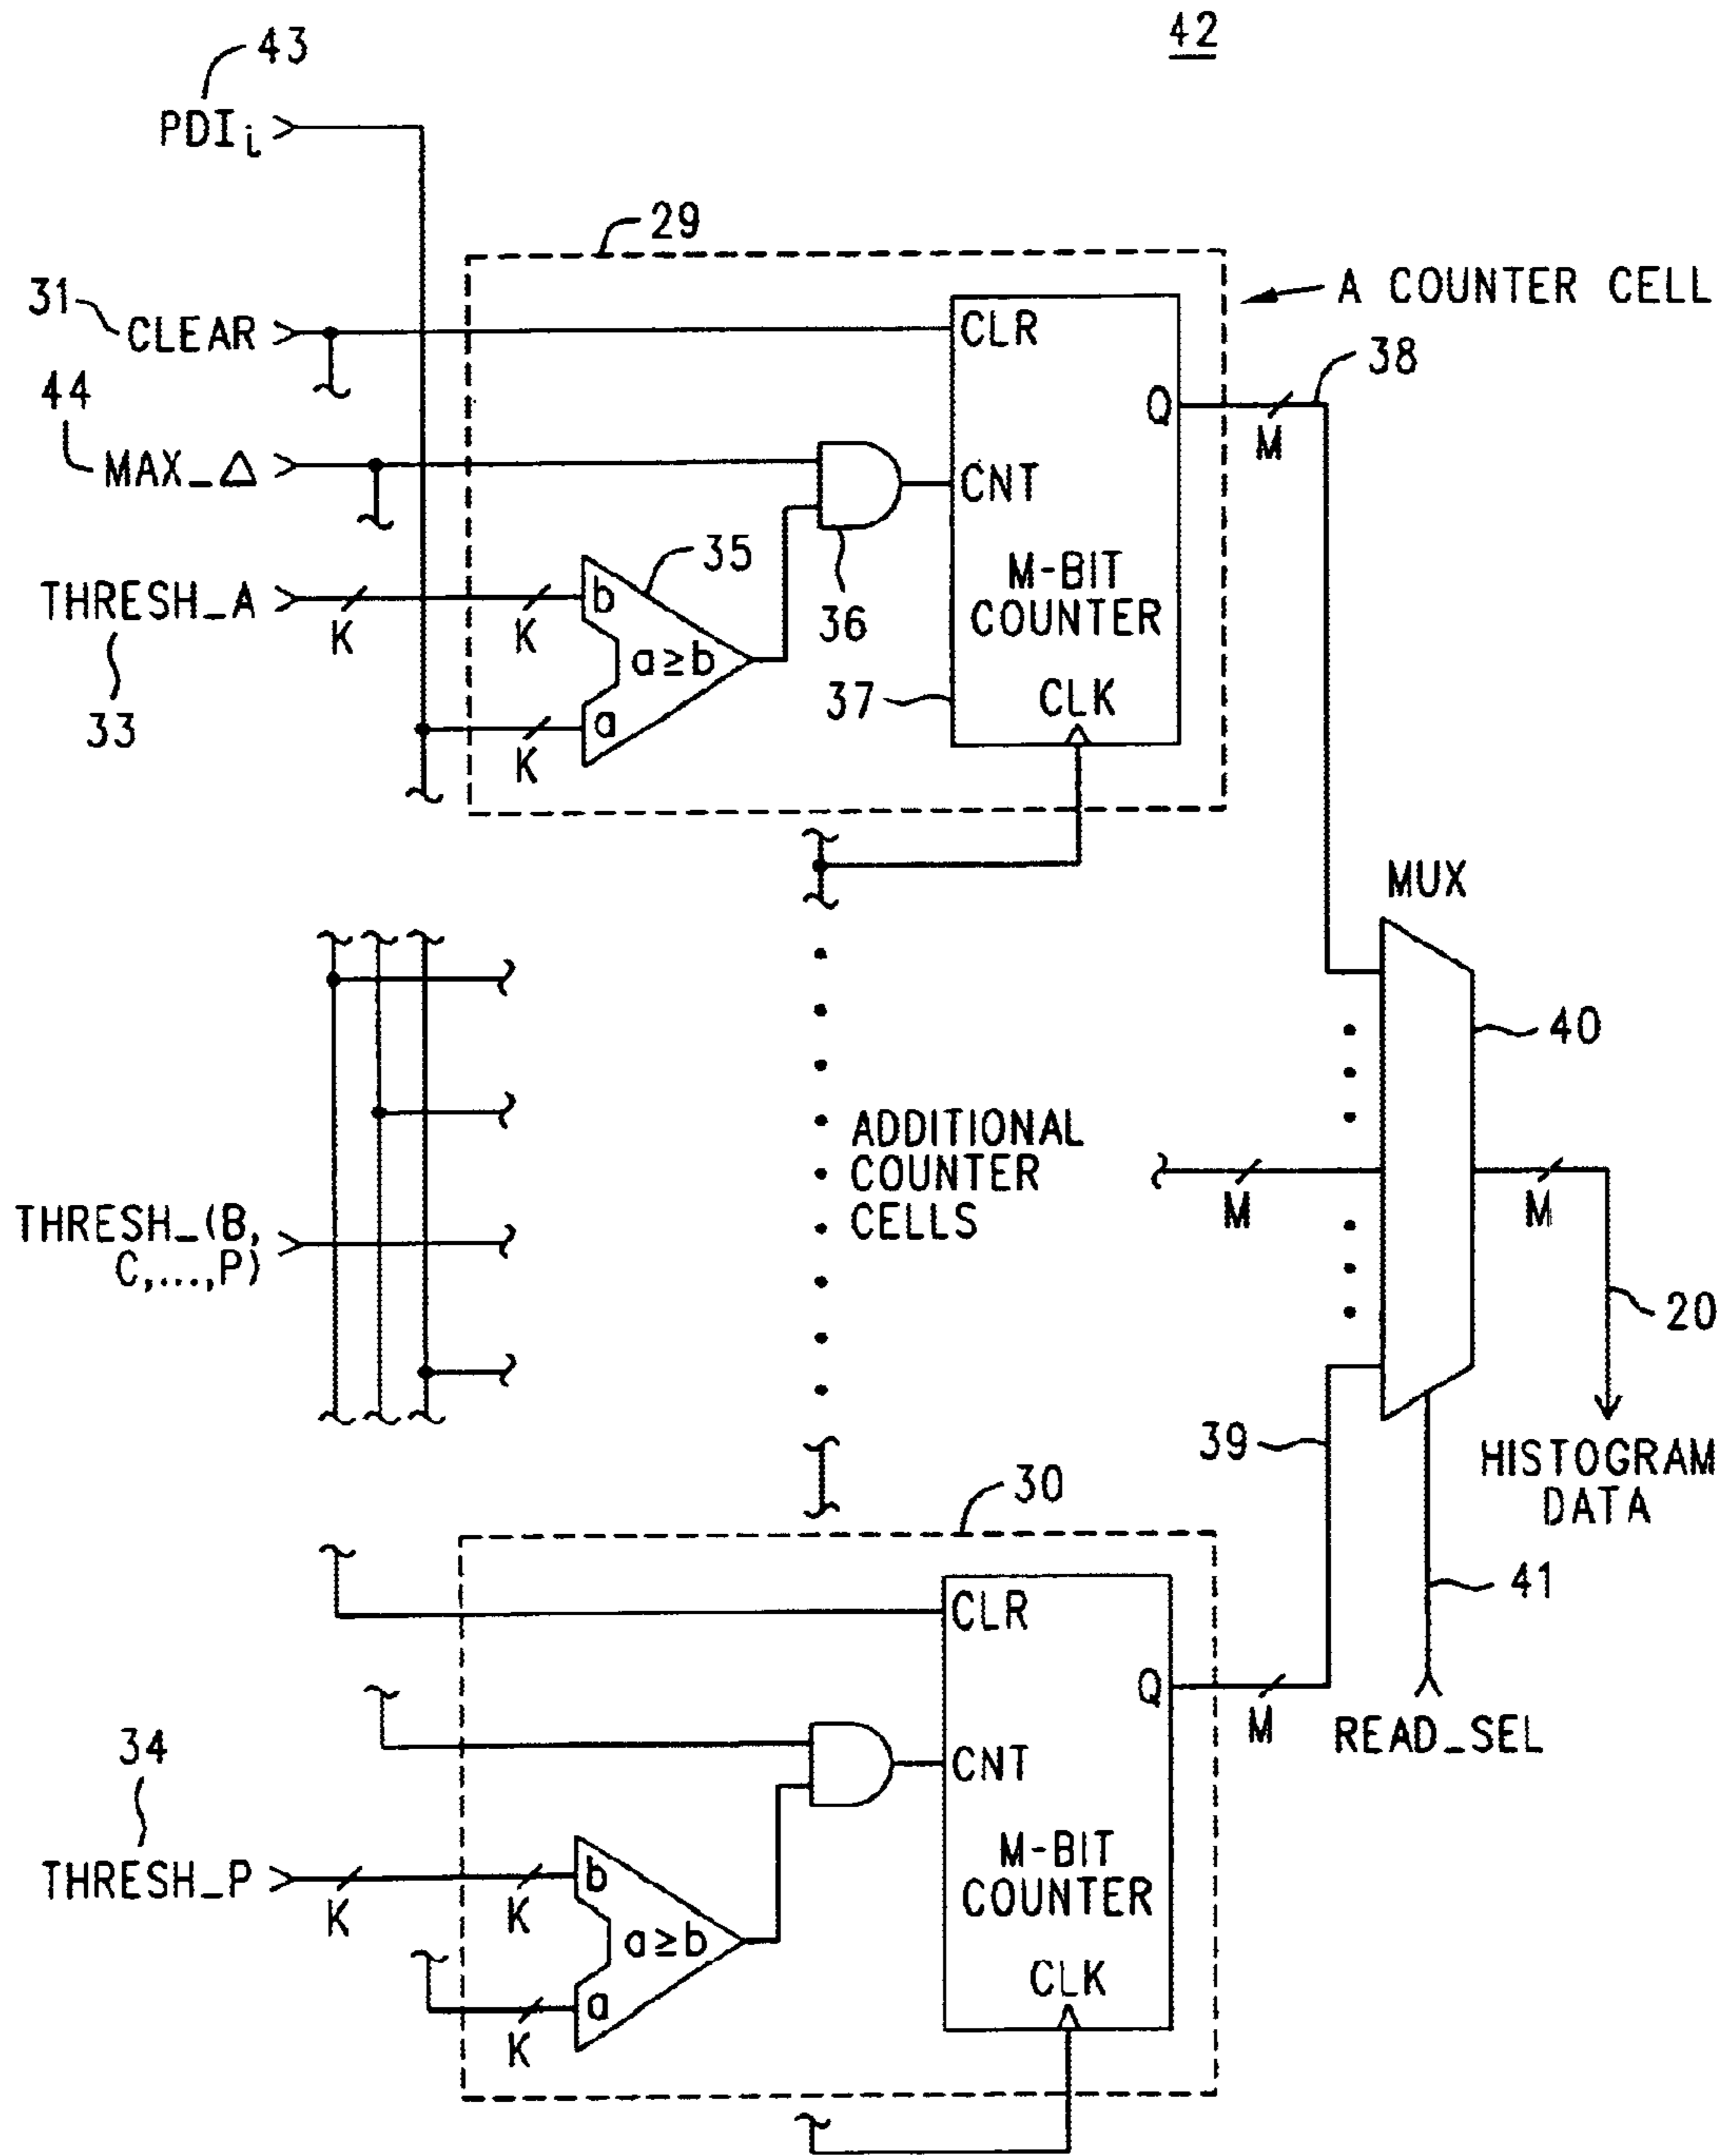 42
43
PDIi
29
A COUNTER CELL
31
CLEAR
CLR
38
44
Q
M
MAX_△
CNT
35
THRESH_A
K
K
b
36
M-BIT
COUNTER
a≥b
33
37
CLK
a
K
MUX
40
ADDITIONAL
COUNTER
CELLS
M
M
THRESH_(B,
C,...,P)
20
39
HISTOGRAM
DATA
30
41
CLR
Q
M
READ_SEL
34
CNT
THRESH_P
K
K
b
M-BIT
COUNTER
a≥b
CLK
a
K